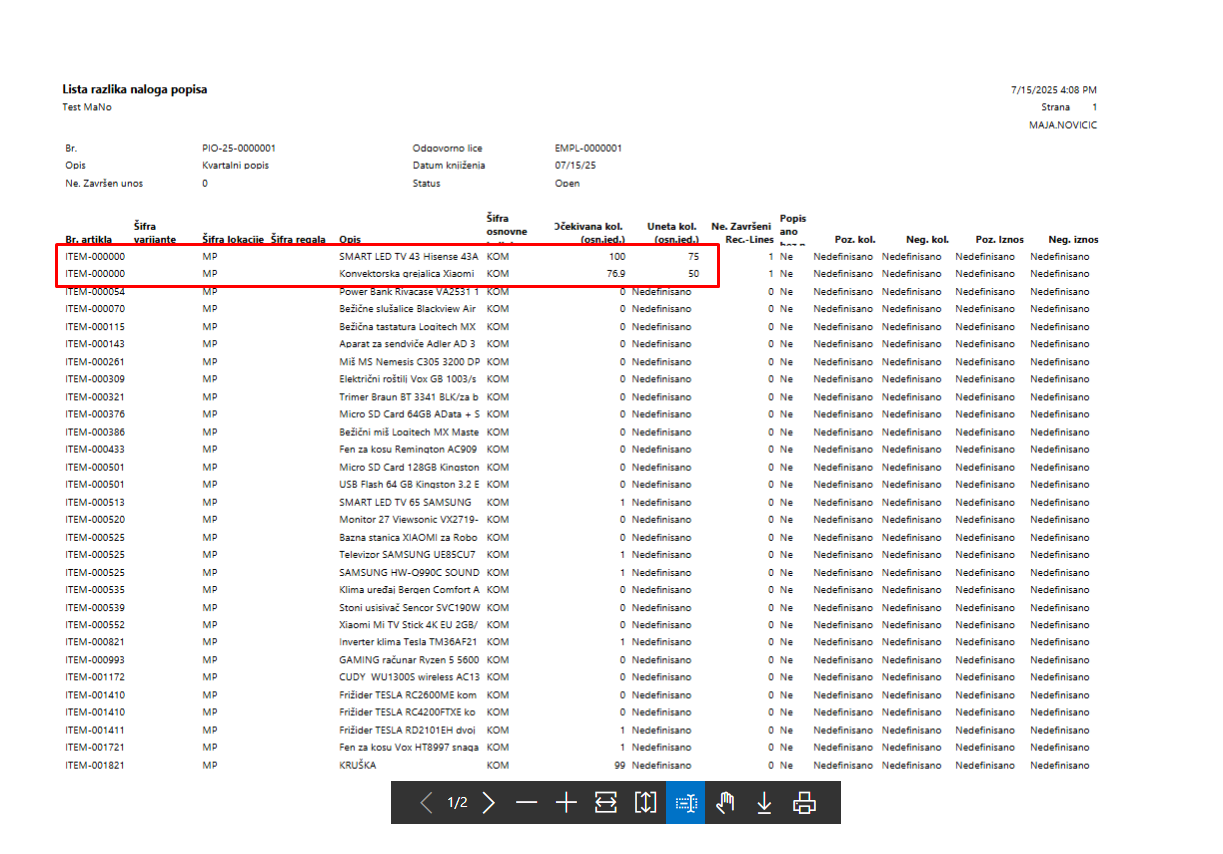 Lista razlika naloga popisa
7/15/2025 4:08 PM
Test MaNo
Strana 1
MAJA.NOVICIC
Br. PIO-25-0000001 Odgovorno lice EMPL-0000001
Opis Kvartalni popis Datum knjiženja 07/15/25
Ne. Završen unos 0 Status Open
Br. artikla Šifra varijante Šifra lokacije Šifra regala Opis Šifra osnovne Očekivana kol. (osn.jed.) Uneta kol. (osn.jed.) Ne. Završeni Rec.-Lines Popis ano Poz. kol. Neg. kol. Poz. Iznos Neg. iznos
ITEM-000000 MP SMART LED TV 43 Hisense 43A KOM 100 75 1 Ne Nedefinisano Nedefinisano Nedefinisano Nedefinisano
ITEM-000000 MP Konvektorska grejalica Xiaomi KOM 76.9 50 1 Ne Nedefinisano Nedefinisano Nedefinisano Nedefinisano
ITEM-000054 MP Power Bank Rivacase VA2531 1 KOM 0 Nedefinisano 0 Ne Nedefinisano Nedefinisano Nedefinisano Nedefinisano
ITEM-000070 MP Bežične slušalice Blackview Air KOM 0 Nedefinisano 0 Ne Nedefinisano Nedefinisano Nedefinisano Nedefinisano
ITEM-000115 MP Bežična tastatura Logitech MX KOM 0 Nedefinisano 0 Ne Nedefinisano Nedefinisano Nedefinisano Nedefinisano
ITEM-000143 MP Aparat za sendviče Adler AD 3 KOM 0 Nedefinisano 0 Ne Nedefinisano Nedefinisano Nedefinisano Nedefinisano
ITEM-000261 MP Miš MS Nemesis C305 3200 DP KOM 0 Nedefinisano 0 Ne Nedefinisano Nedefinisano Nedefinisano Nedefinisano
ITEM-000309 MP Električni roštilj Vox GB 1003/s KOM 0 Nedefinisano 0 Ne Nedefinisano Nedefinisano Nedefinisano Nedefinisano
ITEM-000321 MP Trimer Braun BT 3341 BLK/za b KOM 0 Nedefinisano 0 Ne Nedefinisano Nedefinisano Nedefinisano Nedefinisano
ITEM-000376 MP Micro SD Card 64GB AData + S KOM 0 Nedefinisano 0 Ne Nedefinisano Nedefinisano Nedefinisano Nedefinisano
ITEM-000386 MP Bežični miš Logitech MX Maste KOM 0 Nedefinisano 0 Ne Nedefinisano Nedefinisano Nedefinisano Nedefinisano
ITEM-000433 MP Fen za kosu Remington AC909 KOM 0 Nedefinisano 0 Ne Nedefinisano Nedefinisano Nedefinisano Nedefinisano
ITEM-000501 MP Micro SD Card 128GB Kingston KOM 0 Nedefinisano 0 Ne Nedefinisano Nedefinisano Nedefinisano Nedefinisano
ITEM-000501 MP USB Flash 64 GB Kingston 3.2 E KOM 0 Nedefinisano 0 Ne Nedefinisano Nedefinisano Nedefinisano Nedefinisano
ITEM-000513 MP SMART LED TV 65 SAMSUNG KOM 1 Nedefinisano 0 Ne Nedefinisano Nedefinisano Nedefinisano Nedefinisano
ITEM-000520 MP Monitor 27 Viewsonic VX2719- KOM 0 Nedefinisano 0 Ne Nedefinisano Nedefinisano Nedefinisano Nedefinisano
ITEM-000525 MP Bazna stanica XIAOMI za Robo KOM 0 Nedefinisano 0 Ne Nedefinisano Nedefinisano Nedefinisano Nedefinisano
ITEM-000525 MP Televizor SAMSUNG UE85CU7 KOM 1 Nedefinisano 0 Ne Nedefinisano Nedefinisano Nedefinisano Nedefinisano
ITEM-000525 MP SAMSUNG HW-Q990C SOUND KOM 1 Nedefinisano 0 Ne Nedefinisano Nedefinisano Nedefinisano Nedefinisano
ITEM-000535 MP Klima uređaj Bergen Comfort A KOM 0 Nedefinisano 0 Ne Nedefinisano Nedefinisano Nedefinisano Nedefinisano
ITEM-000539 MP Stoni usisivač Sencor SVC190W KOM 0 Nedefinisano 0 Ne Nedefinisano Nedefinisano Nedefinisano Nedefinisano
ITEM-000552 MP Xiaomi Mi TV Stick 4K EU 2GB/ KOM 0 Nedefinisano 0 Ne Nedefinisano Nedefinisano Nedefinisano Nedefinisano
ITEM-000821 MP Inverter klima Tesla TM36AF21 KOM 1 Nedefinisano 0 Ne Nedefinisano Nedefinisano Nedefinisano Nedefinisano
ITEM-000993 MP GAMING računar Ryzen 5 5600 KOM 0 Nedefinisano 0 Ne Nedefinisano Nedefinisano Nedefinisano Nedefinisano
ITEM-001172 MP CUDY WU1300S wireless AC13 KOM 0 Nedefinisano 0 Ne Nedefinisano Nedefinisano Nedefinisano Nedefinisano
ITEM-001410 MP Frižider TESLA RC2600ME kom KOM 0 Nedefinisano 0 Ne Nedefinisano Nedefinisano Nedefinisano Nedefinisano
ITEM-001410 MP Frižider TESLA RC4200FTXE ko KOM 0 Nedefinisano 0 Ne Nedefinisano Nedefinisano Nedefinisano Nedefinisano
ITEM-001411 MP Frižider TESLA RD2101EH dvoi KOM 1 Nedefinisano 0 Ne Nedefinisano Nedefinisano Nedefinisano Nedefinisano
ITEM-001721 MP Fen za kosu Vox HT8997 snaga KOM 1 Nedefinisano 0 Ne Nedefinisano Nedefinisano Nedefinisano Nedefinisano
ITEM-001821 MP KRUŠKA KOM 99 Nedefinisano 0 Ne Nedefinisano Nedefinisano Nedefinisano Nedefinisano
1/2